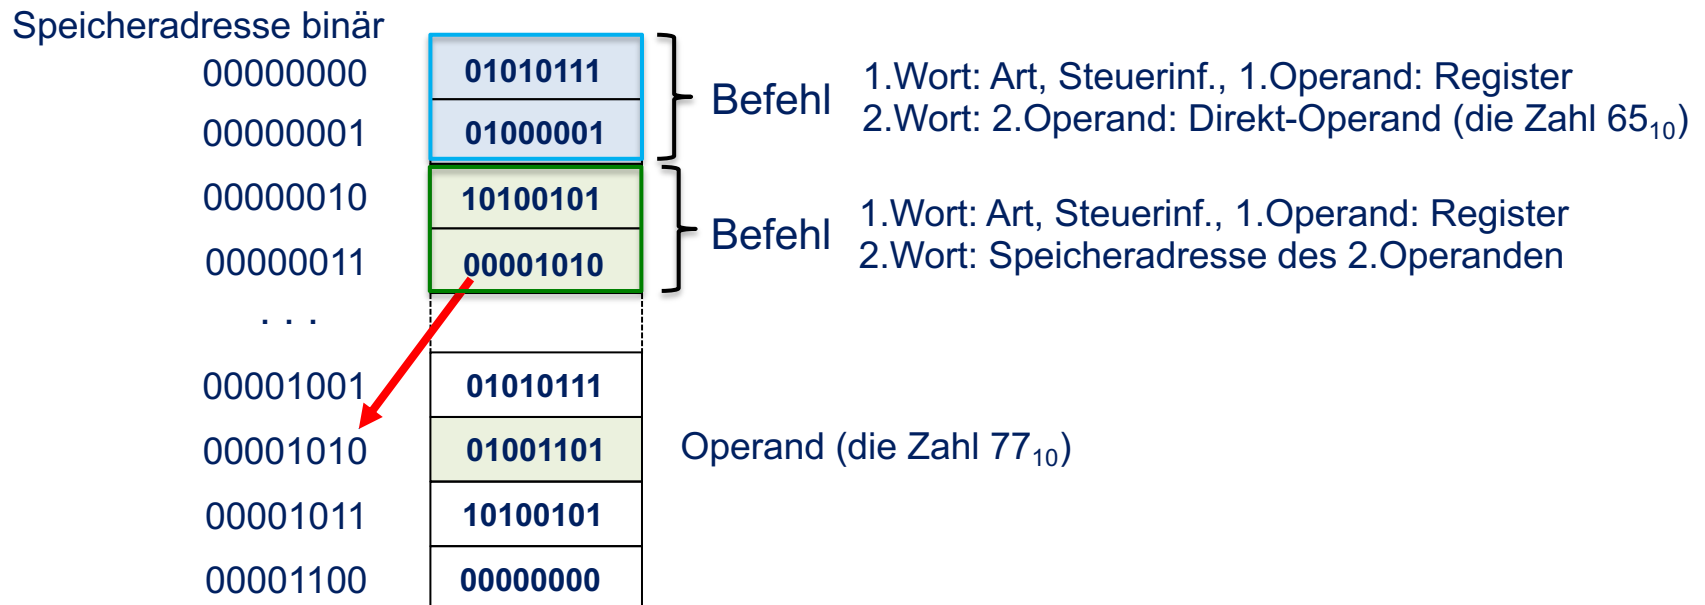 Speicheradresse binär
00000000 01010111
00000001 01000001
Befehl
1.Wort: Art, Steuerinf., 1.Operand: Register
2.Wort: 2.Operand: Direkt-Operand (die Zahl 65₁₀)
00000010 10100101
00000011 00001010
Befehl
1.Wort: Art, Steuerinf., 1.Operand: Register
2.Wort: Speicheradresse des 2.Operanden
. . .
00001001 01010111
00001010 01001101 Operand (die Zahl 77₁₀)
00001011 10100101
00001100 00000000